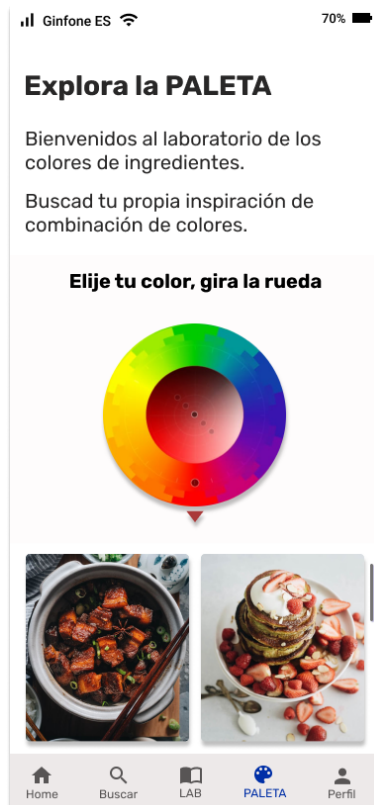 Ginfone ES 70%
Explora la PALETA
Bienvenidos al laboratorio de los
colores de ingredientes.
Buscad tu propia inspiración de
combinación de colores.
Elije tu color, gira la rueda
Home Buscar LAB PALETA Perfil